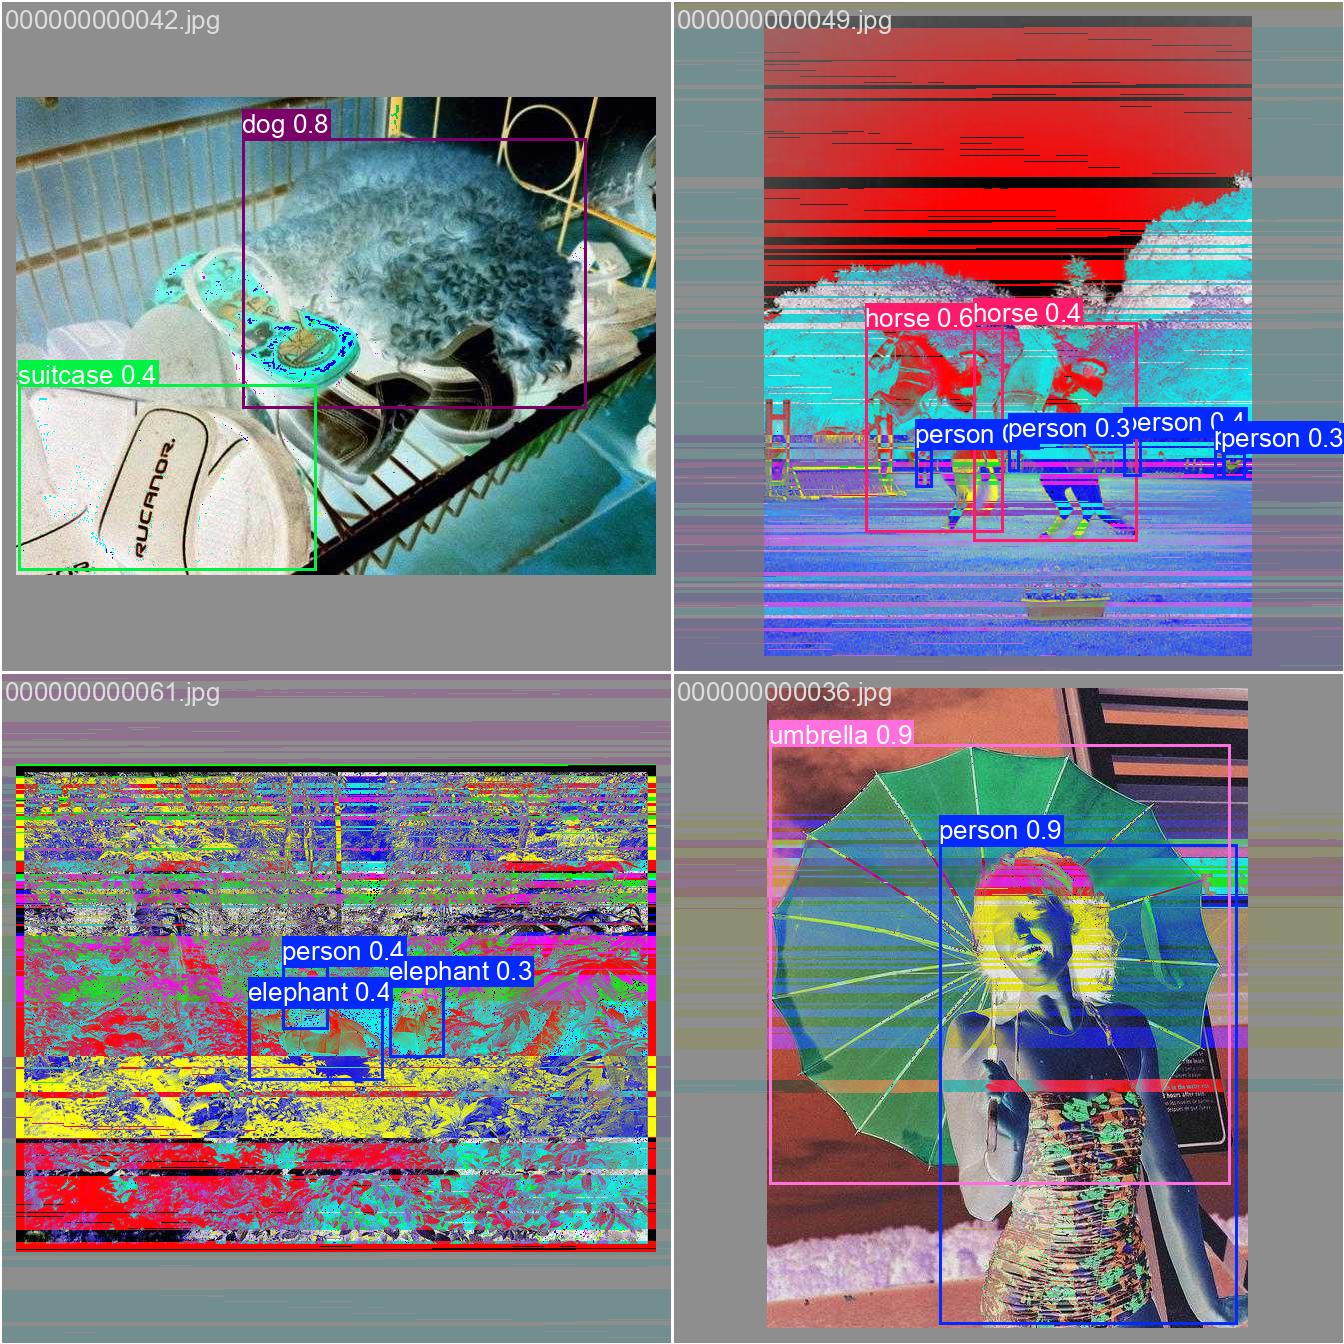 000000000042.jpg
dog 0.8
suitcase 0.4
RUCANOR.
000000000049.jpg
horse 0.6
horse 0.4
person
person 0.3
person 0.4
person 0.3
000000000061.jpg
person 0.4
elephant 0.3
elephant 0.4
000000000036.jpg
umbrella 0.9
person 0.9